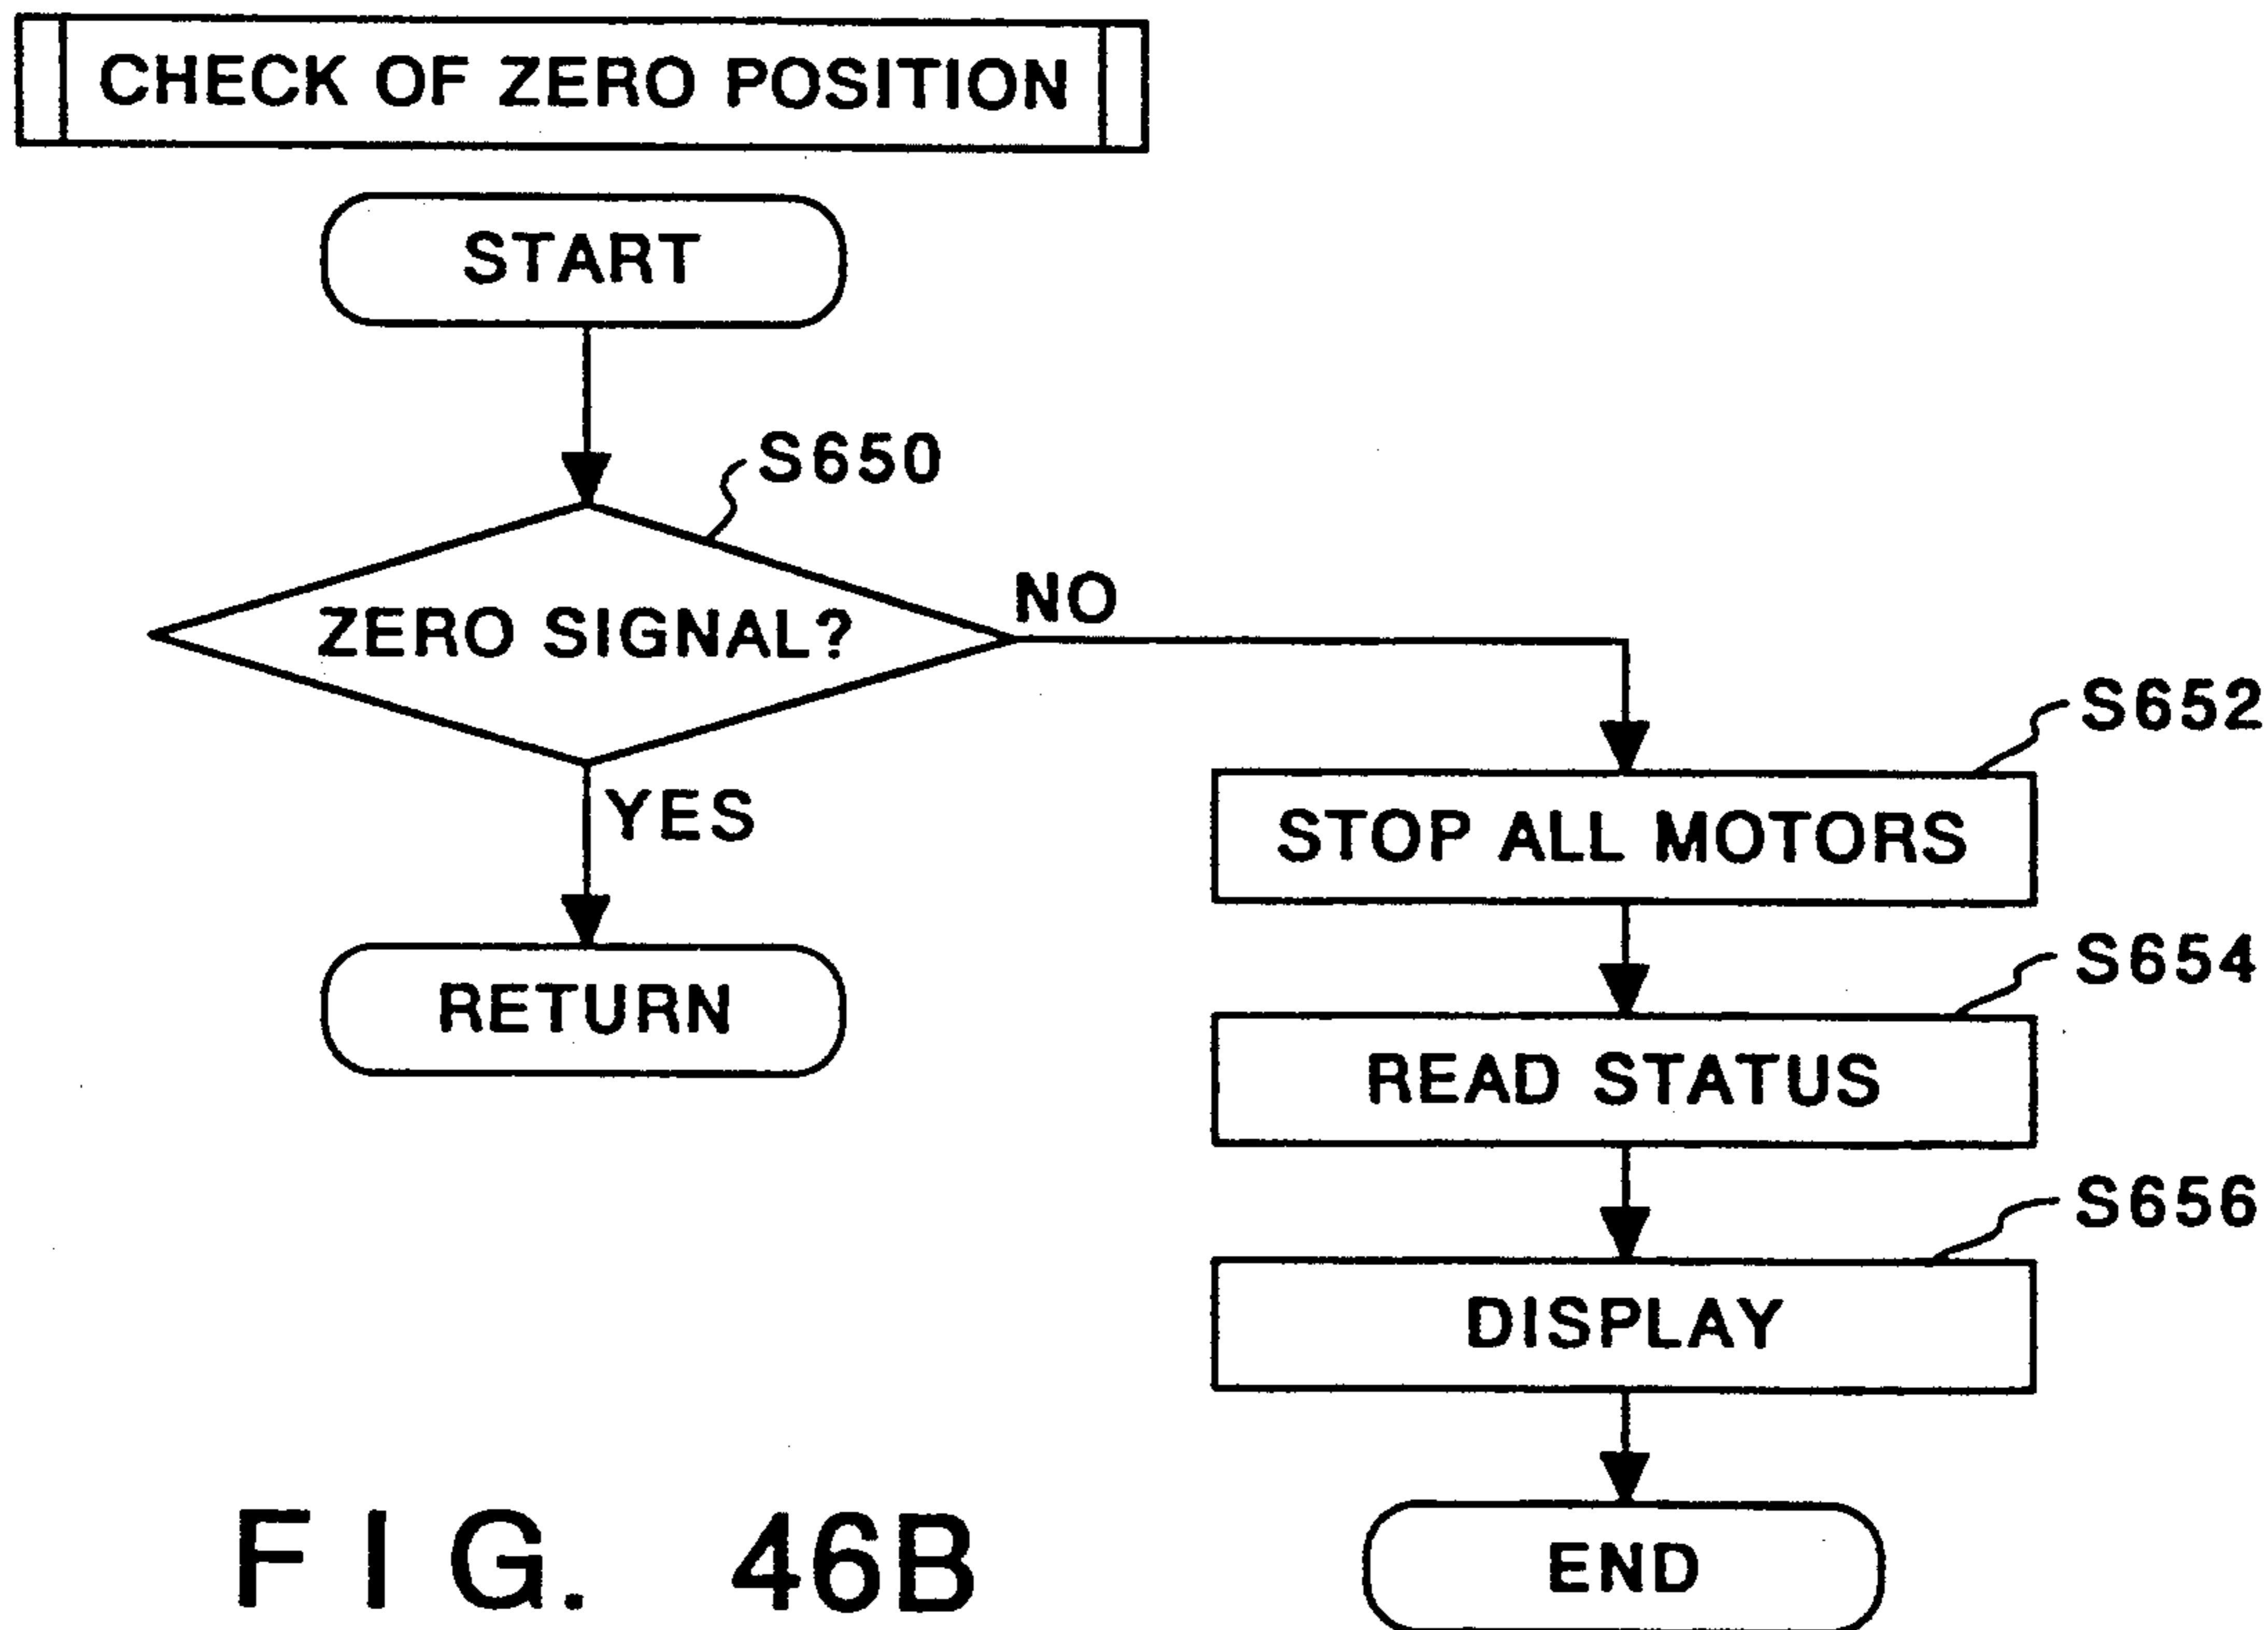 CHECK OF ZERO POSITION
START
S650
ZERO SIGNAL?
NO
YES
RETURN
S652
STOP ALL MOTORS
S654
READ STATUS
S656
DISPLAY
END
FIG. 46B